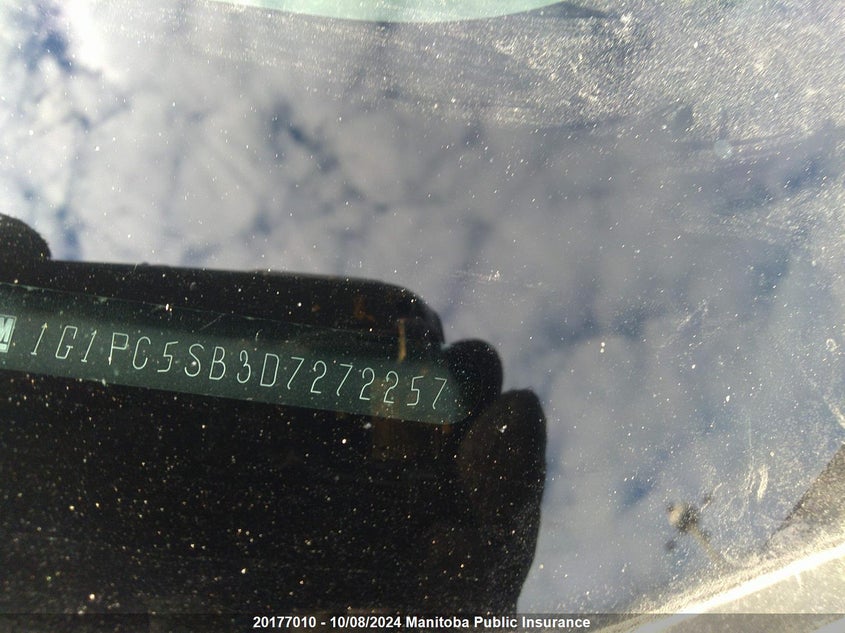 1G1PC5SB3D7272257
20177010 - 10/08/2024 Manitoba Public Insurance